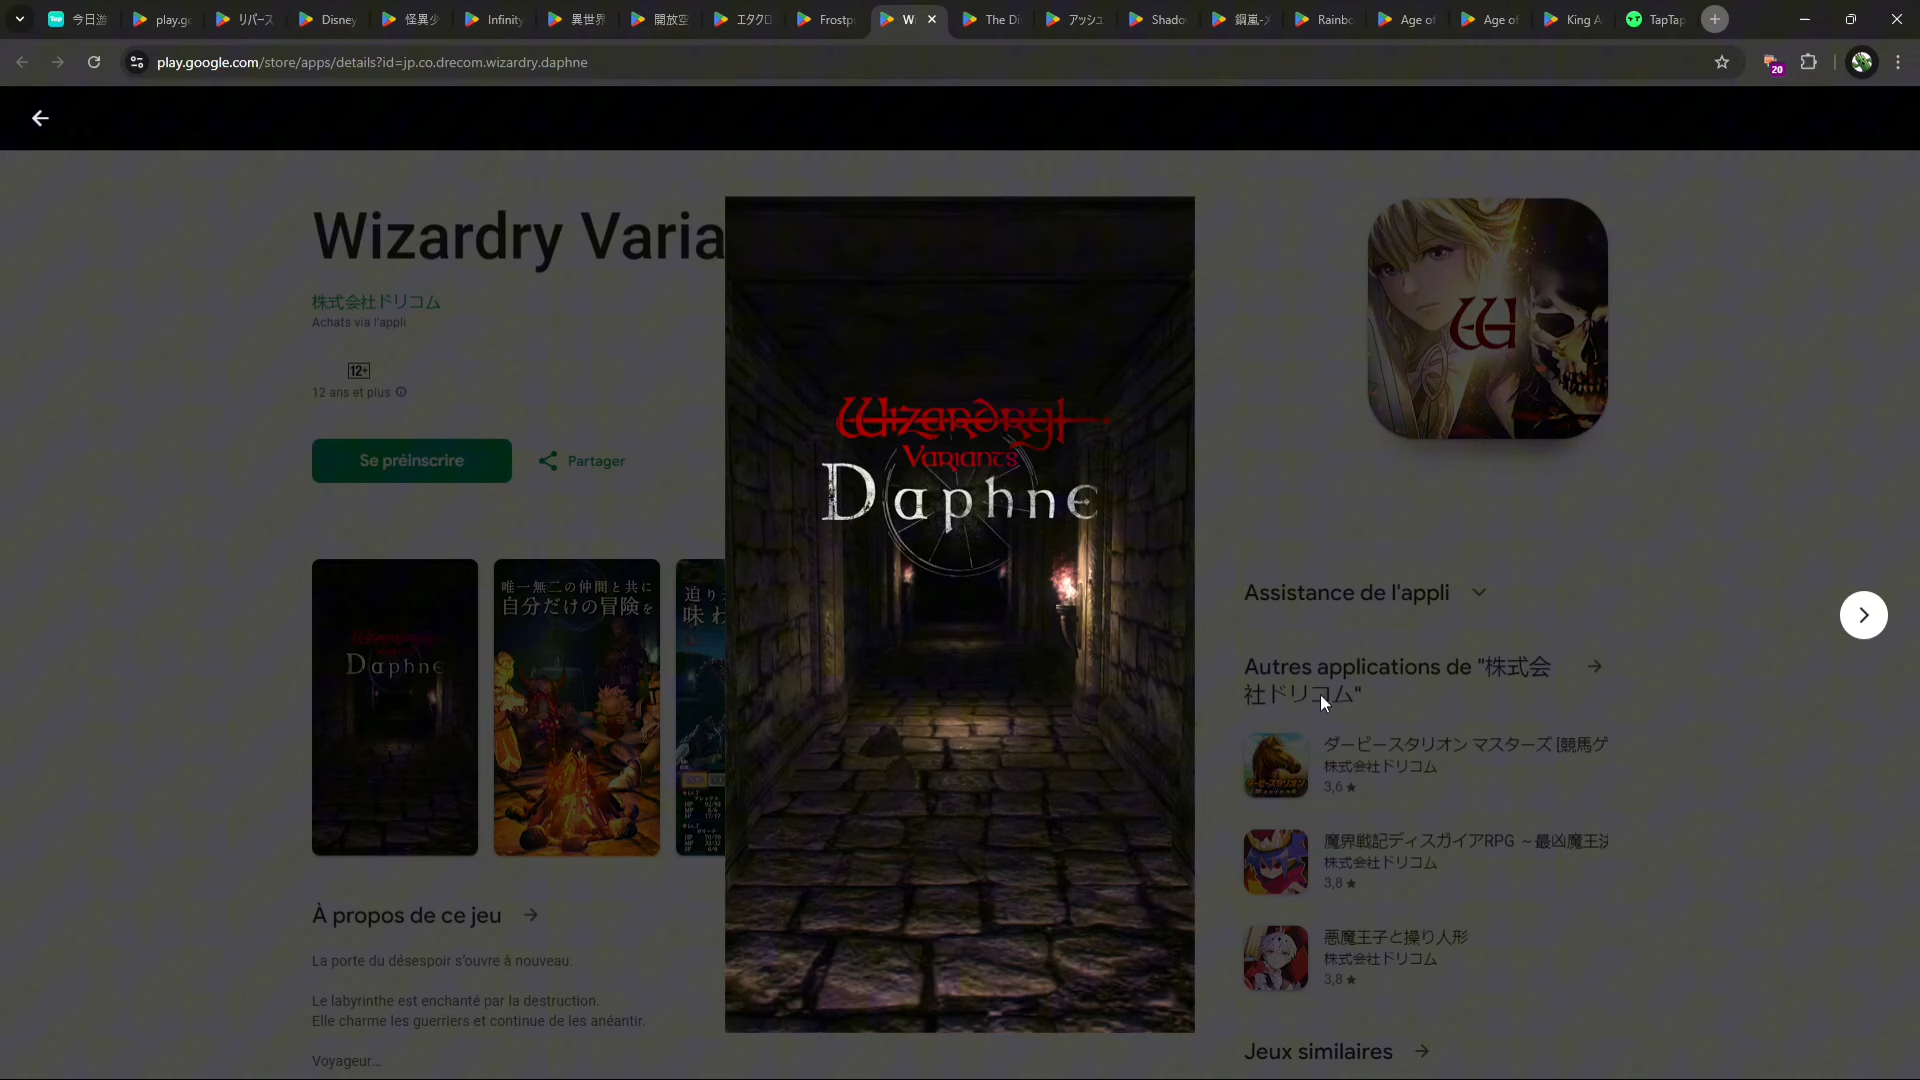 今日游
play.go
リバース
Disney
怪異少
Infinity
異世界
開放空
エタクロ
Frostp
Wi
The Di
アッシュ
Shado
鋼嵐-メ
Rainbo
Age of
Age of
King A
TapTap
play.google.com/store/apps/details?id=jp.co.drecom.wizardry.daphne
20
Wizardry Varia
株式会社ドリコム
Achats via l'appli
12+
12 ans et plus
Se préinscrire
Partager
Wizardry
Variants
Daphne
Daphne
唯一無二の仲間と共に
自分だけの冒険を
迫り
味わ
Assistance de l'appli
Autres applications de "株式会
社ドリコム"
ダービースタリオン マスターズ [競馬ゲ
株式会社ドリコム
3,6
魔界戦記ディスガイアRPG ~最凶魔王決
株式会社ドリコム
3,8
悪魔王子と操り人形
株式会社ドリコム
3,8
Jeux similaires
À propos de ce jeu
La porte du désespoir s'ouvre à nouveau.
Le labyrinthe est enchanté par la destruction.
Elle charme les guerriers et continue de les anéantir.
Voyageur…